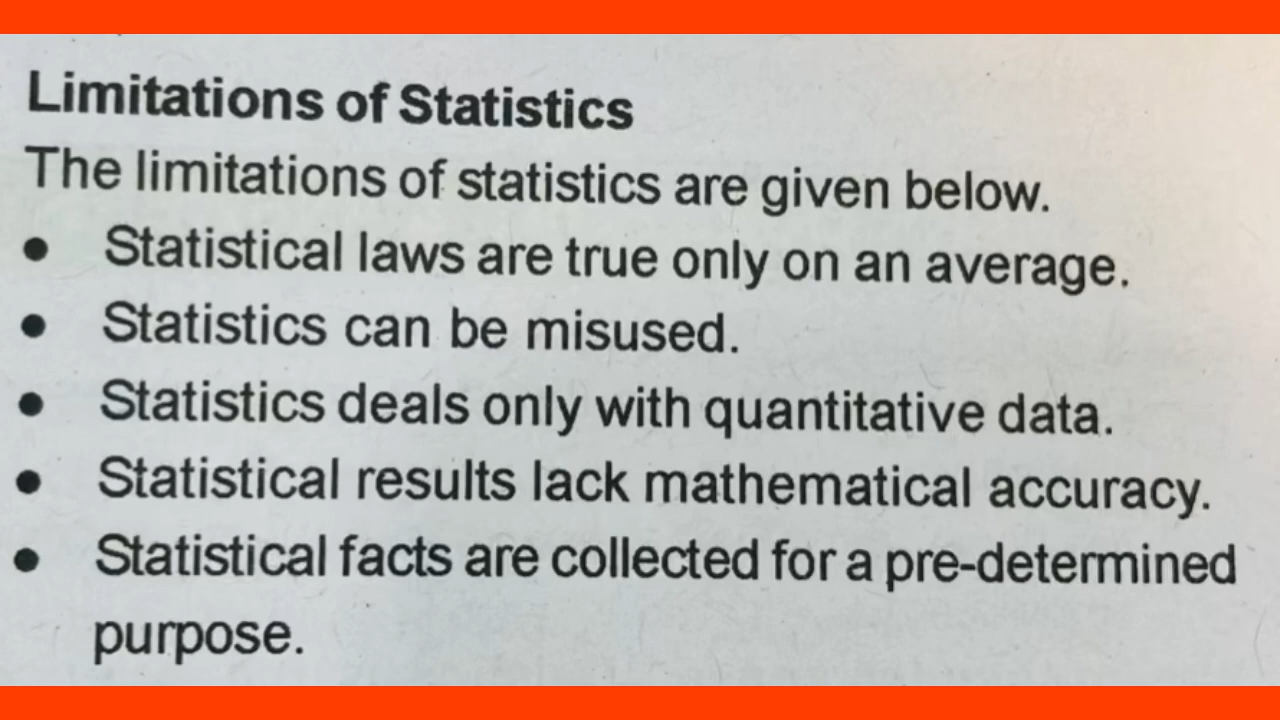 Limitations of Statistics
The limitations of statistics are given below.
● Statistical laws are true only on an average.
● Statistics can be misused.
● Statistics deals only with quantitative data.
● Statistical results lack mathematical accuracy.
● Statistical facts are collected for a pre-determined
purpose.